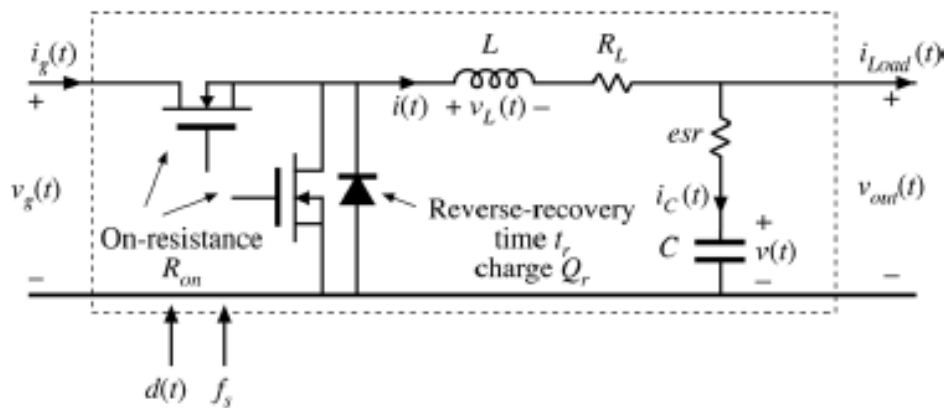 i_g(t)
+
v_g(t)
–
L
R_L
i(t)
+ v_L(t) –
i_Load(t)
+
v_out(t)
–
esr
i_C(t)
C
+
v(t)
–
On-resistance
R_on
Reverse-recovery
time t_r
charge Q_r
d(t)
f_s